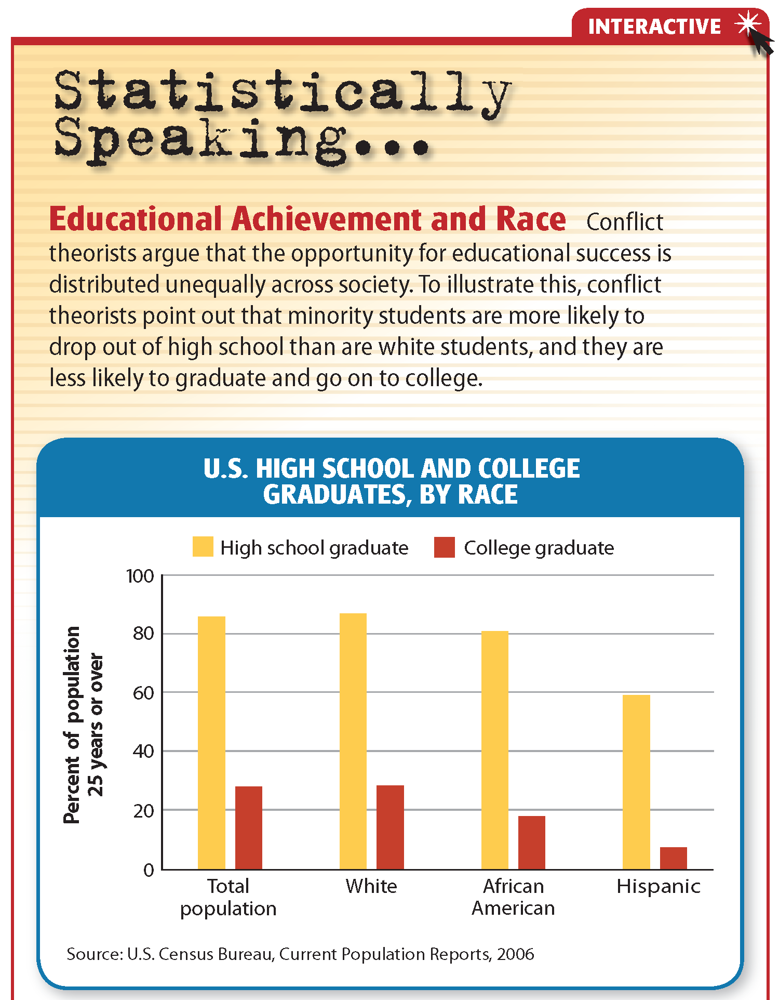 INTERACTIVE
Statistically
Speaking...
Educational Achievement and Race Conflict
theorists argue that the opportunity for educational success is
distributed unequally across society. To illustrate this, conflict
theorists point out that minority students are more likely to
drop out of high school than are white students, and they are
less likely to graduate and go on to college.
U.S. HIGH SCHOOL AND COLLEGE
GRADUATES, BY RACE
High school graduate
College graduate
Percent of population
25 years or over
100
80
60
40
20
0
Total
population
White
African
American
Hispanic
Source: U.S. Census Bureau, Current Population Reports, 2006